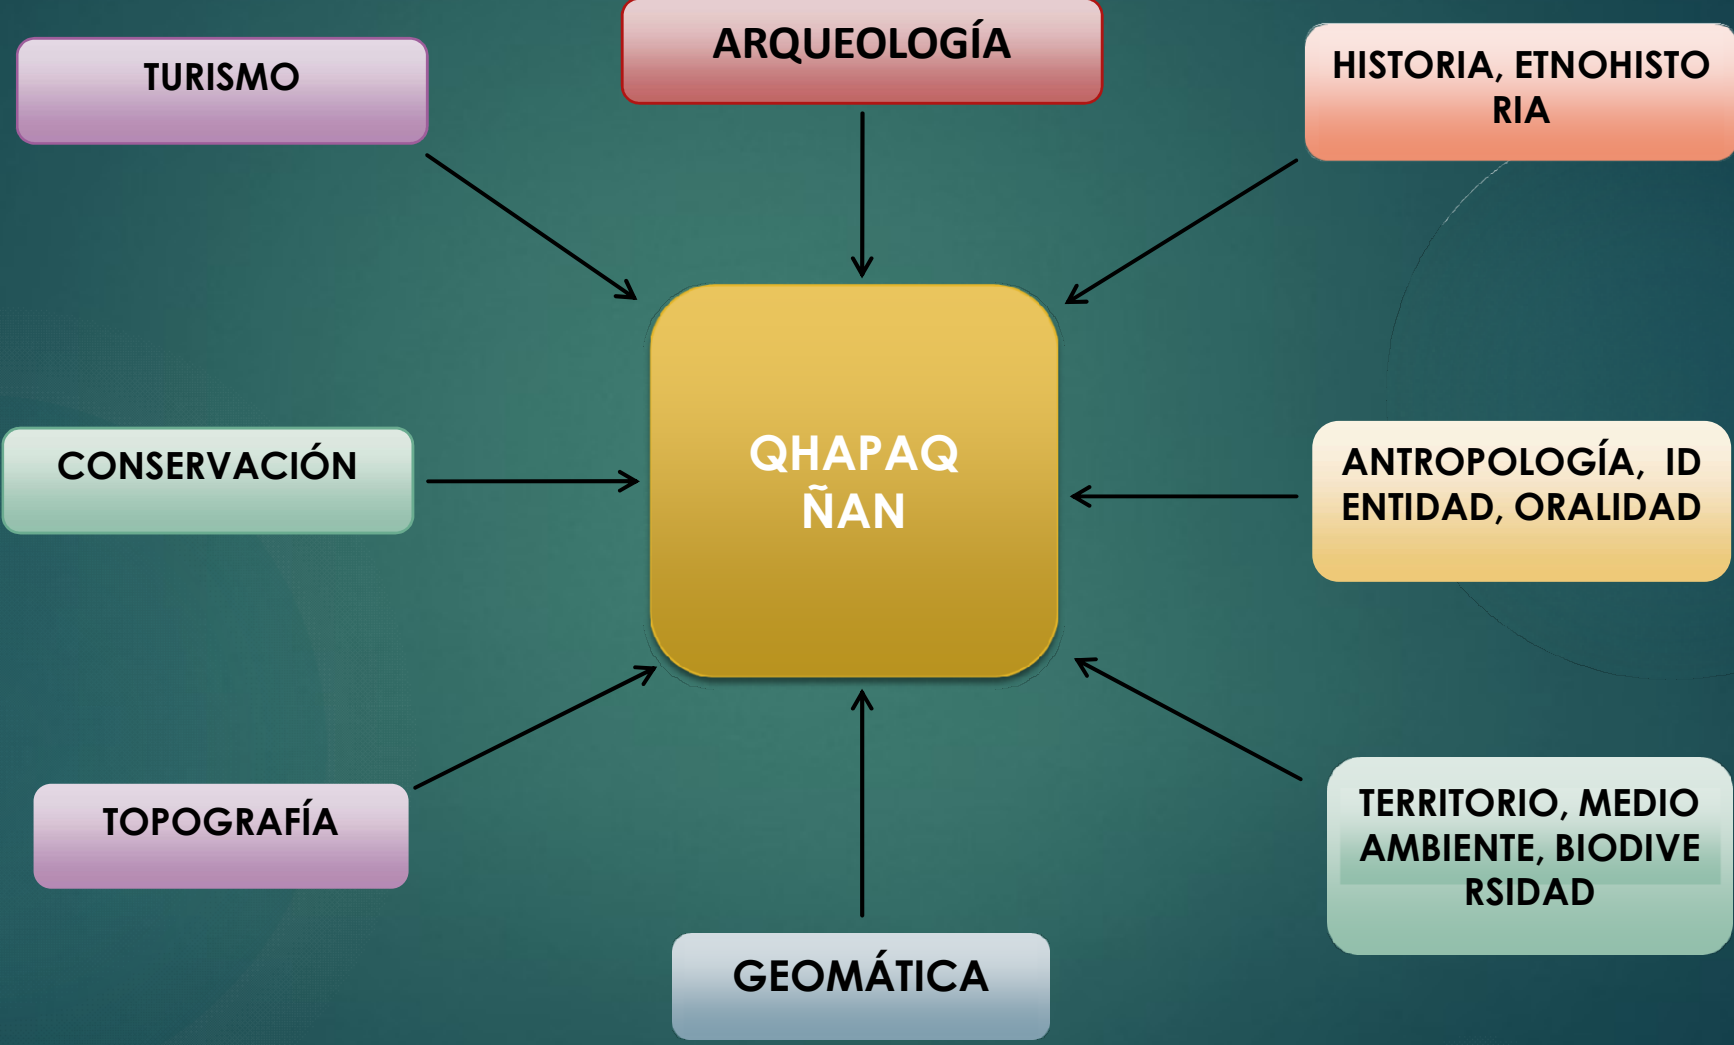 ARQUEOLOGÍA
TURISMO
HISTORIA, ETNOHISTO
RIA
CONSERVACIÓN
QHAPAQ
ÑAN
ANTROPOLOGÍA, ID
ENTIDAD, ORALIDAD
TOPOGRAFÍA
TERRITORIO, MEDIO
AMBIENTE, BIODIVE
RSIDAD
GEOMÁTICA